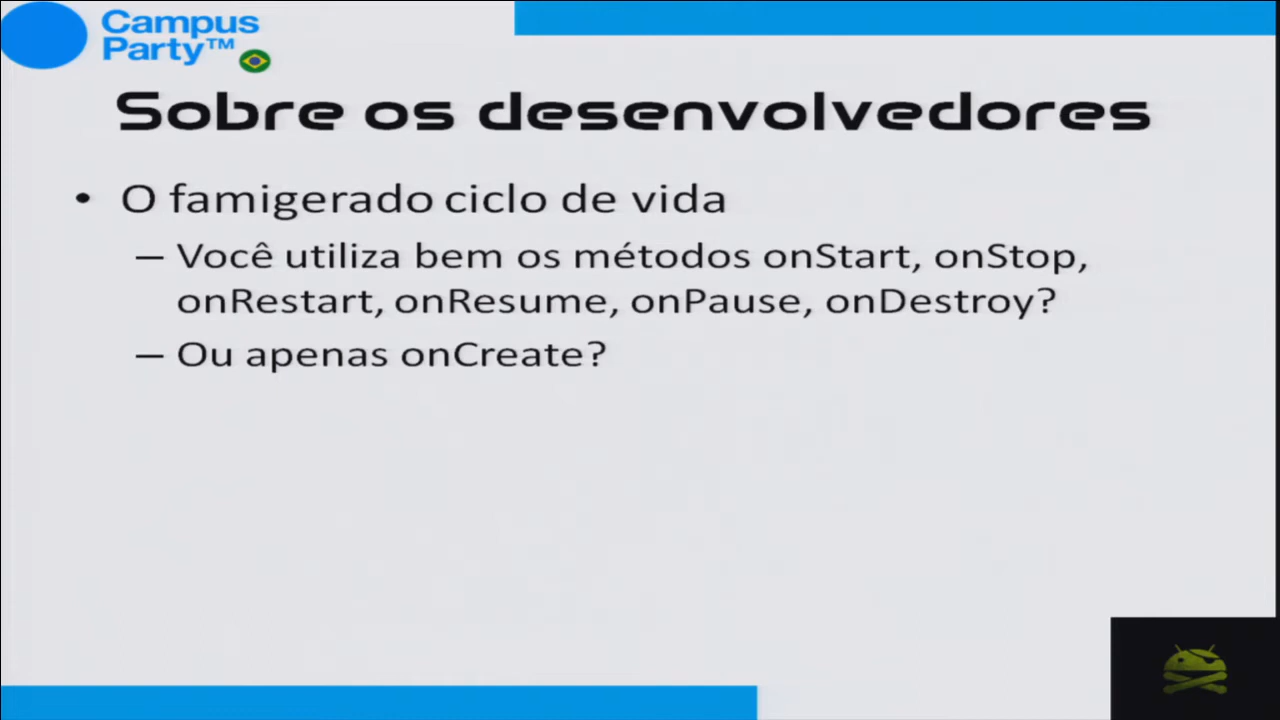 Campus
Party™
Sobre os desenvolvedores
• O famigerado ciclo de vida
– Você utiliza bem os métodos onStart, onStop,
onRestart, onResume, onPause, onDestroy?
– Ou apenas onCreate?